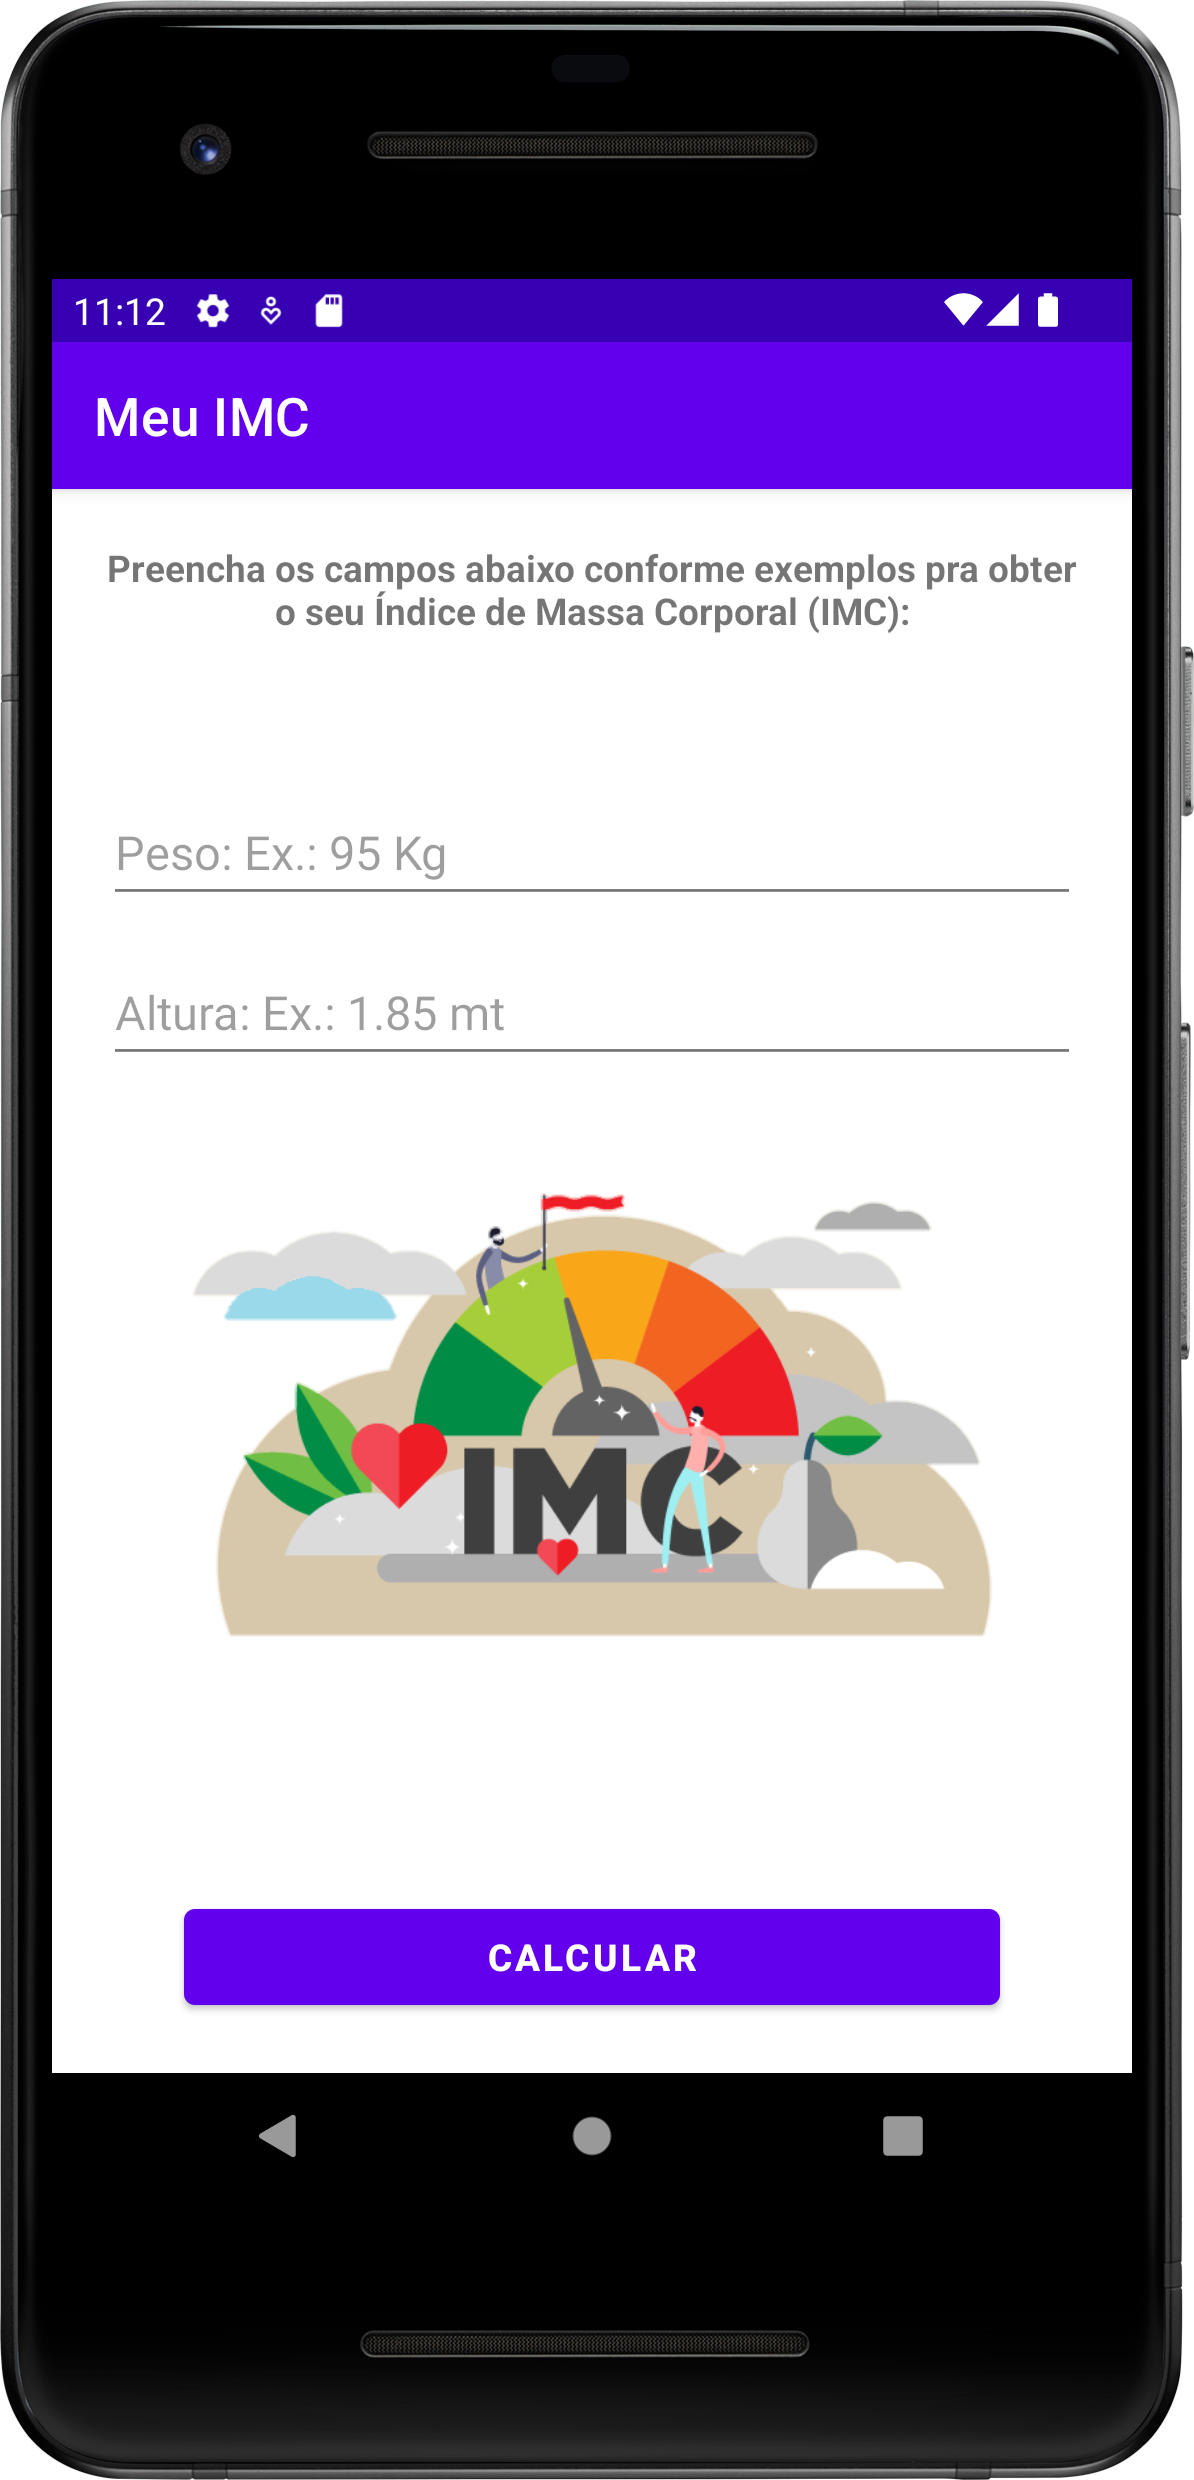 11:12
Meu IMC
Preencha os campos abaixo conforme exemplos pra obter
o seu Índice de Massa Corporal (IMC):
Peso: Ex.: 95 Kg
Altura: Ex.: 1.85 mt
IMC
CALCULAR